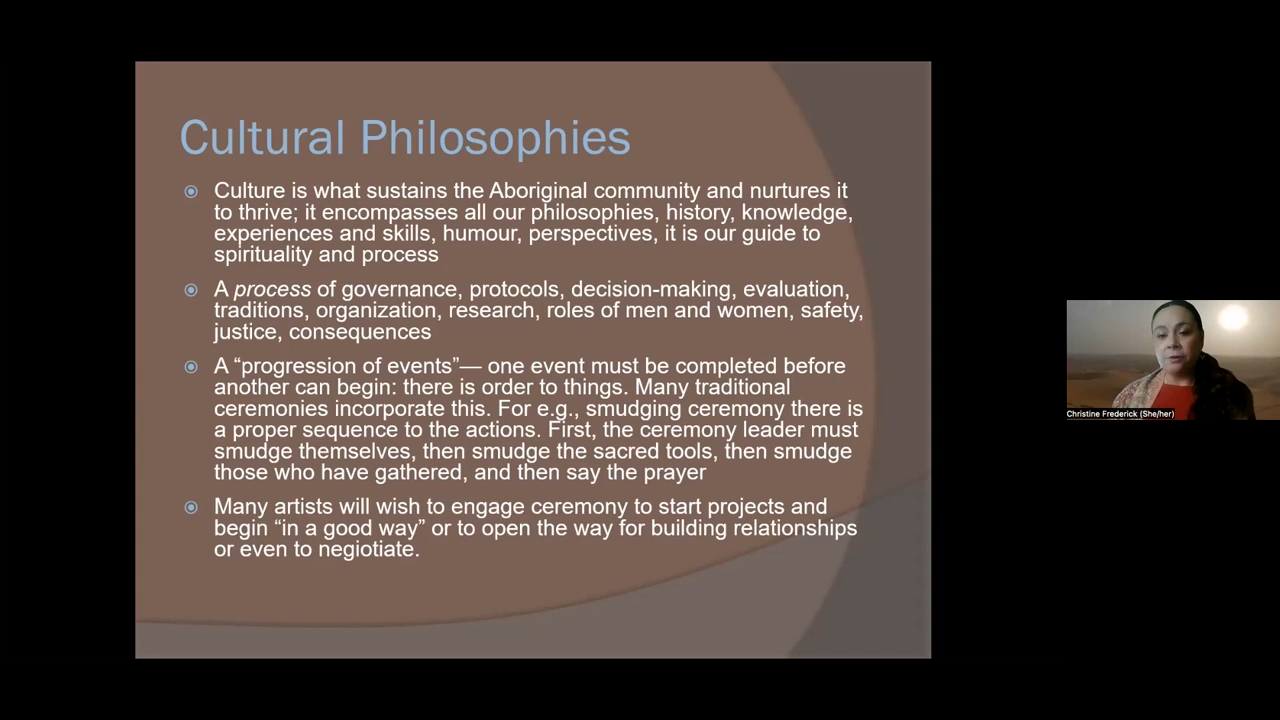 Cultural Philosophies
Culture is what sustains the Aboriginal community and nurtures it
to thrive; it encompasses all our philosophies, history, knowledge,
experiences and skills, humour, perspectives, it is our guide to
spirituality and process
A process of governance, protocols, decision-making, evaluation,
traditions, organization, research, roles of men and women, safety,
justice, consequences
A “progression of events”— one event must be completed before
another can begin: there is order to things. Many traditional
ceremonies incorporate this. For e.g., smudging ceremony there is
a proper sequence to the actions. First, the ceremony leader must
smudge themselves, then smudge the sacred tools, then smudge
those who have gathered, and then say the prayer
Many artists will wish to engage ceremony to start projects and
begin “in a good way” or to open the way for building relationships
or even to negiotiate.
Christine Frederick (She/her)